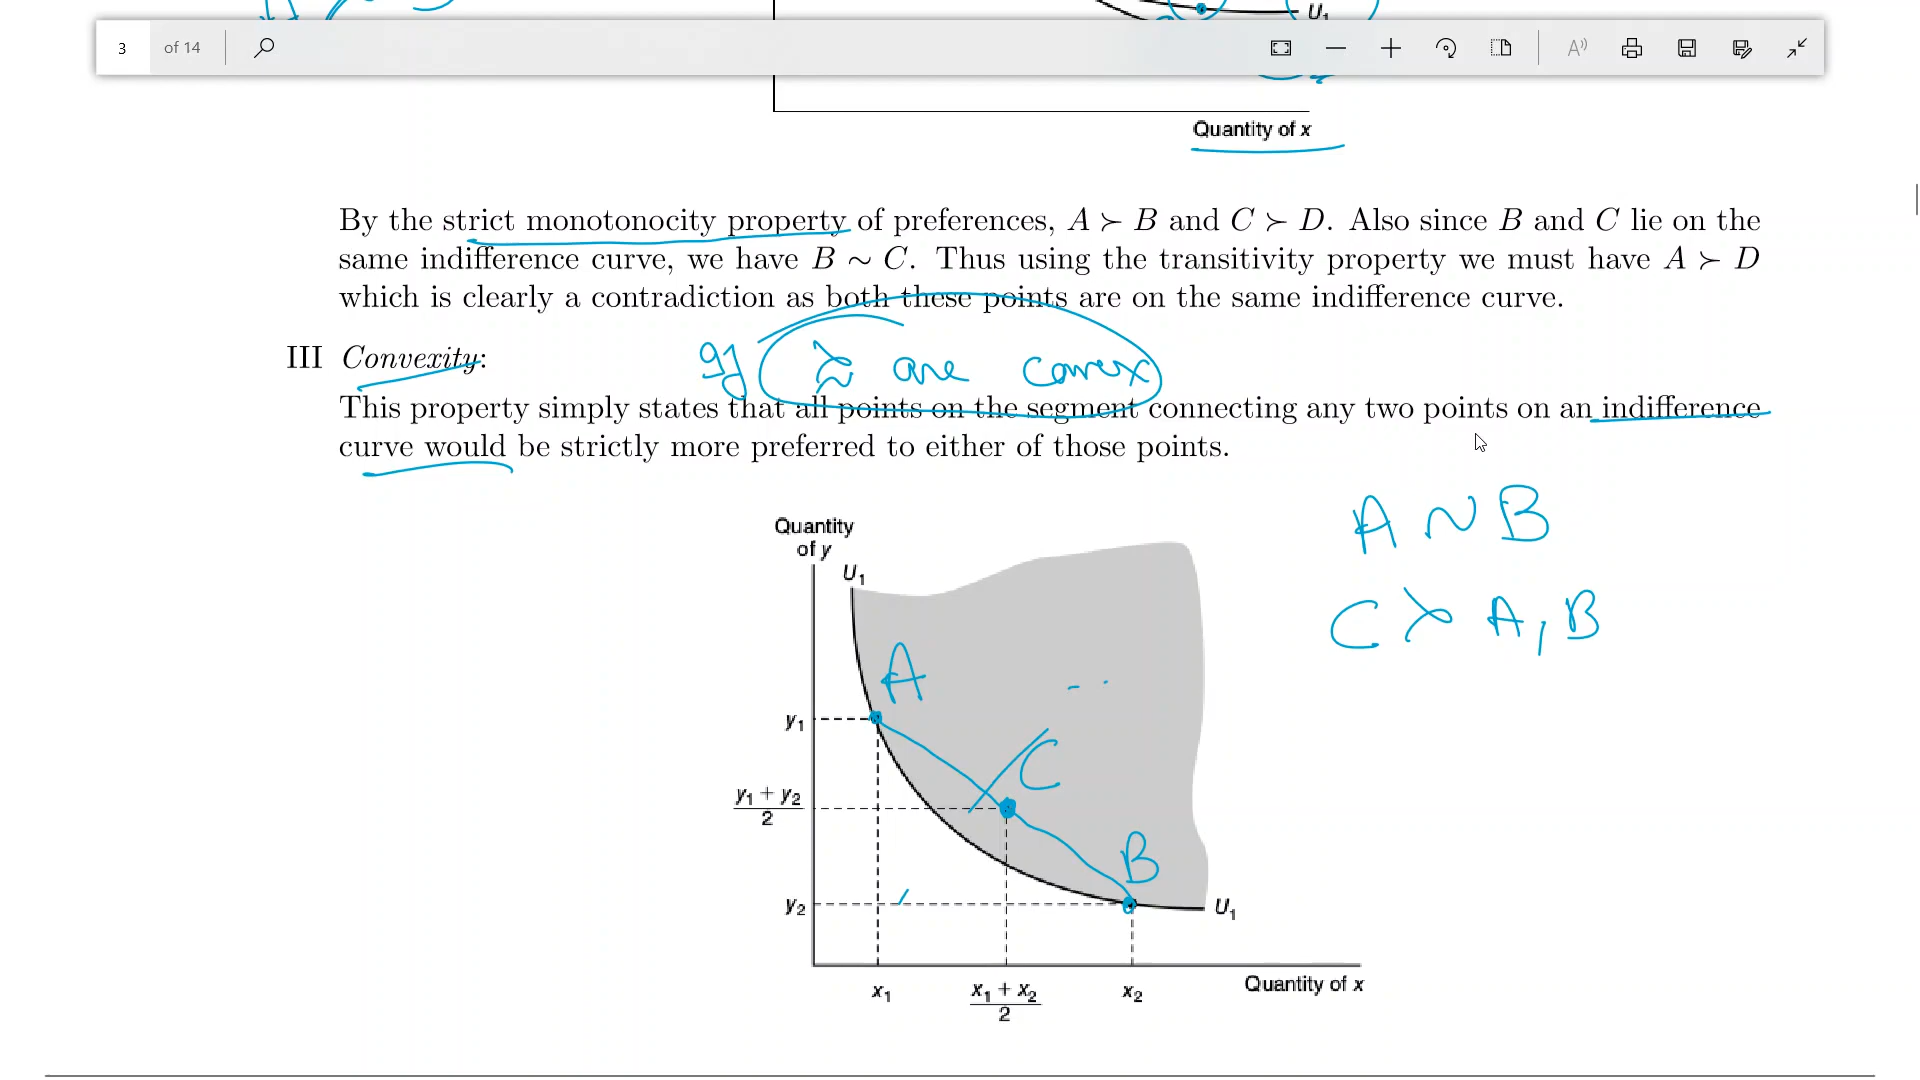 U₁
3 of 14
Quantity of x
By the strict monotonocity property of preferences, A ≻ B and C ≻ D. Also since B and C lie on the
same indifference curve, we have B ∼ C. Thus using the transitivity property we must have A ≻ D
which is clearly a contradiction as both these points are on the same indifference curve.
III Convexity:
≿ are convex
This property simply states that all points on the segment connecting any two points on an indifference
curve would be strictly more preferred to either of those points.
A ~ B
C ≻ A, B
Quantity
of y
U₁
A
y₁
C
y₁ + y₂
2
B
y₂
U₁
x₁
x₁ + x₂
2
x₂
Quantity of x